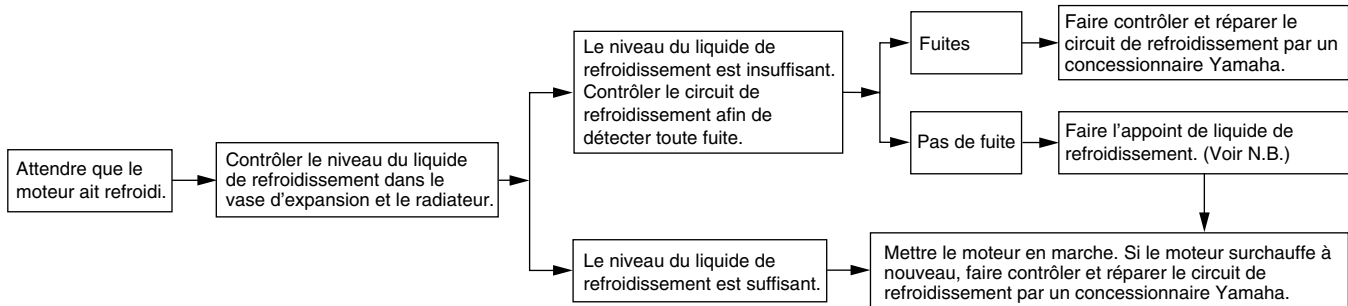 Attendre que le
moteur ait refroidi.
Contrôler le niveau du liquide
de refroidissement dans le
vase d’expansion et le radiateur.
Le niveau du liquide de
refroidissement est insuffisant.
Contrôler le circuit de
refroidissement afin de
détecter toute fuite.
Fuites
Faire contrôler et réparer le
circuit de refroidissement par un
concessionnaire Yamaha.
Pas de fuite
Faire l’appoint de liquide de
refroidissement. (Voir N.B.)
Le niveau du liquide de
refroidissement est suffisant.
Mettre le moteur en marche. Si le moteur surchauffe à
nouveau, faire contrôler et réparer le circuit de
refroidissement par un concessionnaire Yamaha.